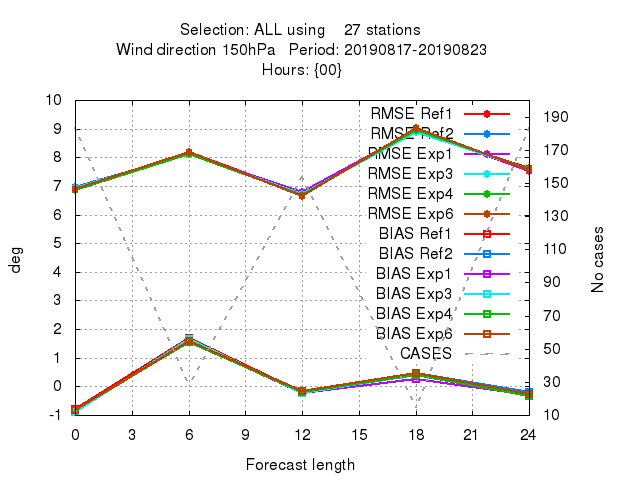 Selection: ALL using 27 stations
Wind direction 150hPa Period: 20190817-20190823
Hours: {00}
10
9
8
7
6
5
4
3
2
1
0
-1
deg
190
170
150
130
110
90
70
50
30
10
No cases
RMSE Ref1
RMSE Ref2
RMSE Exp1
RMSE Exp3
RMSE Exp4
RMSE Exp6
BIAS Ref1
BIAS Ref2
BIAS Exp1
BIAS Exp3
BIAS Exp4
BIAS Exp6
CASES
0 3 6 9 12 15 18 21 24
Forecast length